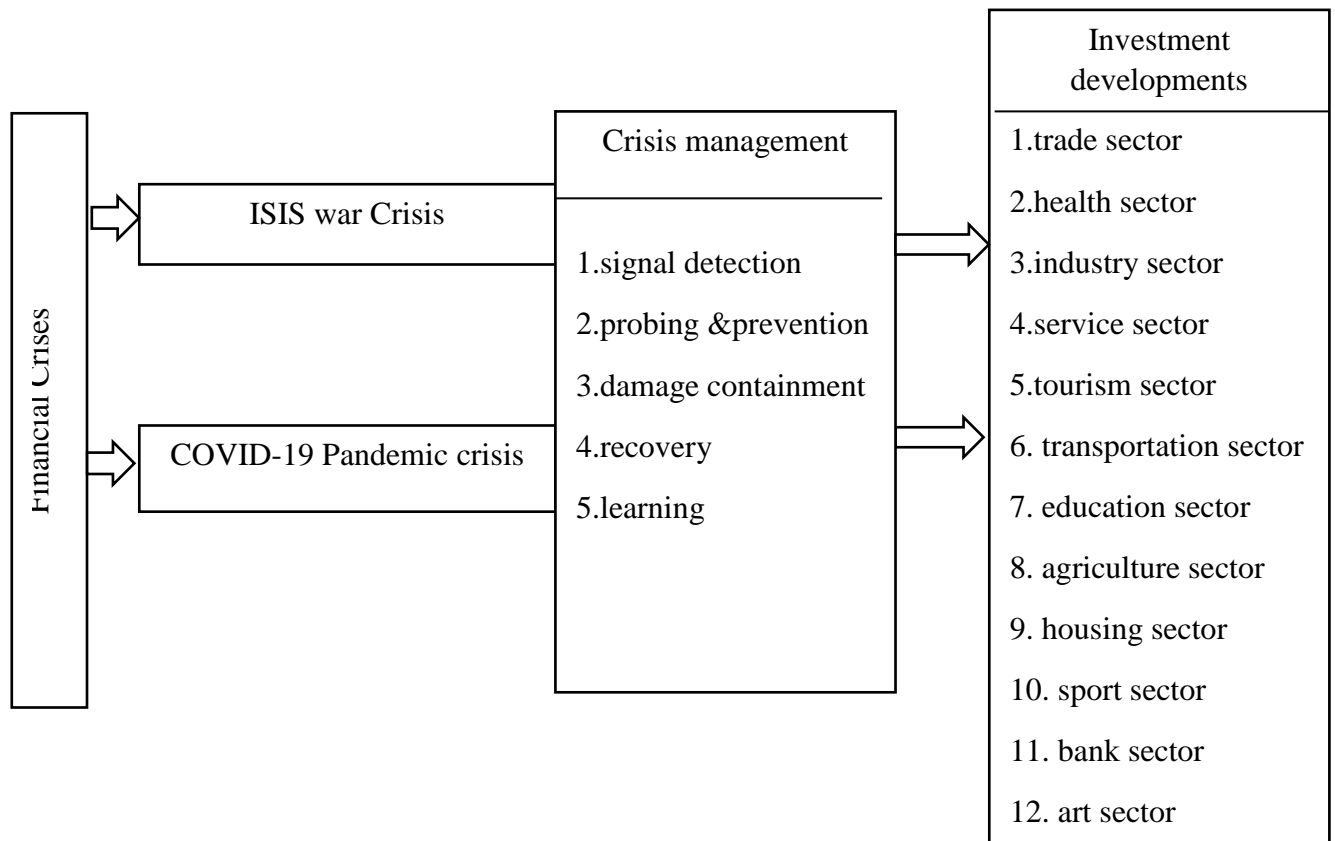 Financial Crises
ISIS war Crisis
COVID-19 Pandemic crisis
Crisis management
1.signal detection
2.probing &prevention
3.damage containment
4.recovery
5.learning
Investment
developments
1.trade sector
2.health sector
3.industry sector
4.service sector
5.tourism sector
6. transportation sector
7. education sector
8. agriculture sector
9. housing sector
10. sport sector
11. bank sector
12. art sector